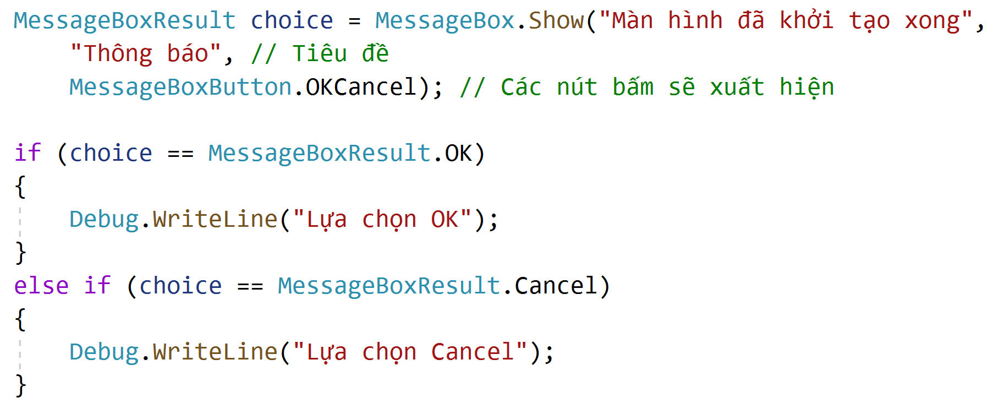 MessageBoxResult choice = MessageBox.Show("Màn hình đã khởi tạo xong",
    "Thông báo", // Tiêu đề
    MessageBoxButton.OKCancel); // Các nút bấm sẽ xuất hiện

if (choice == MessageBoxResult.OK)
{
    Debug.WriteLine("Lựa chọn OK");
}
else if (choice == MessageBoxResult.Cancel)
{
    Debug.WriteLine("Lựa chọn Cancel");
}